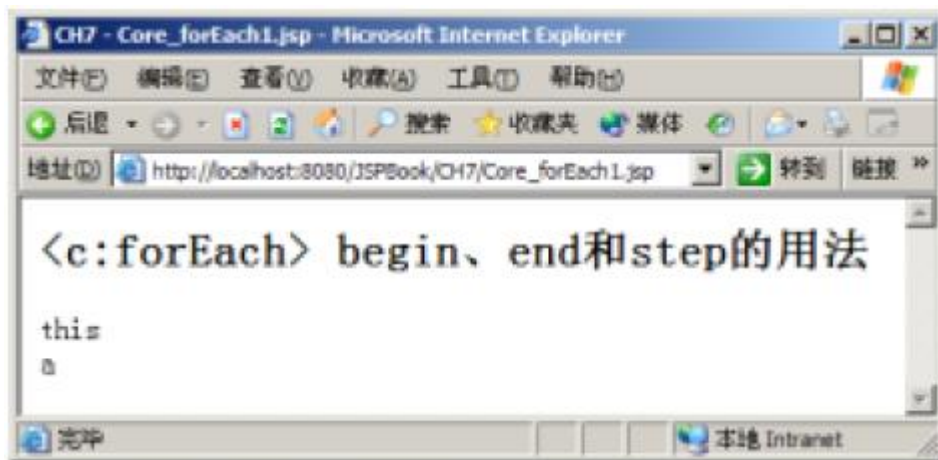 CH7 - Core_forEach1.jsp - Microsoft Internet Explorer
文件(F) 编辑(E) 查看(V) 收藏(A) 工具(T) 帮助(H)
后退 搜索 收藏夹 媒体
地址(D) http://localhost:8080/JSPBook/CH7/Core_forEach1.jsp 转到 链接 »
<c:forEach> begin、end和step的用法
this
a
完毕 本地 Intranet